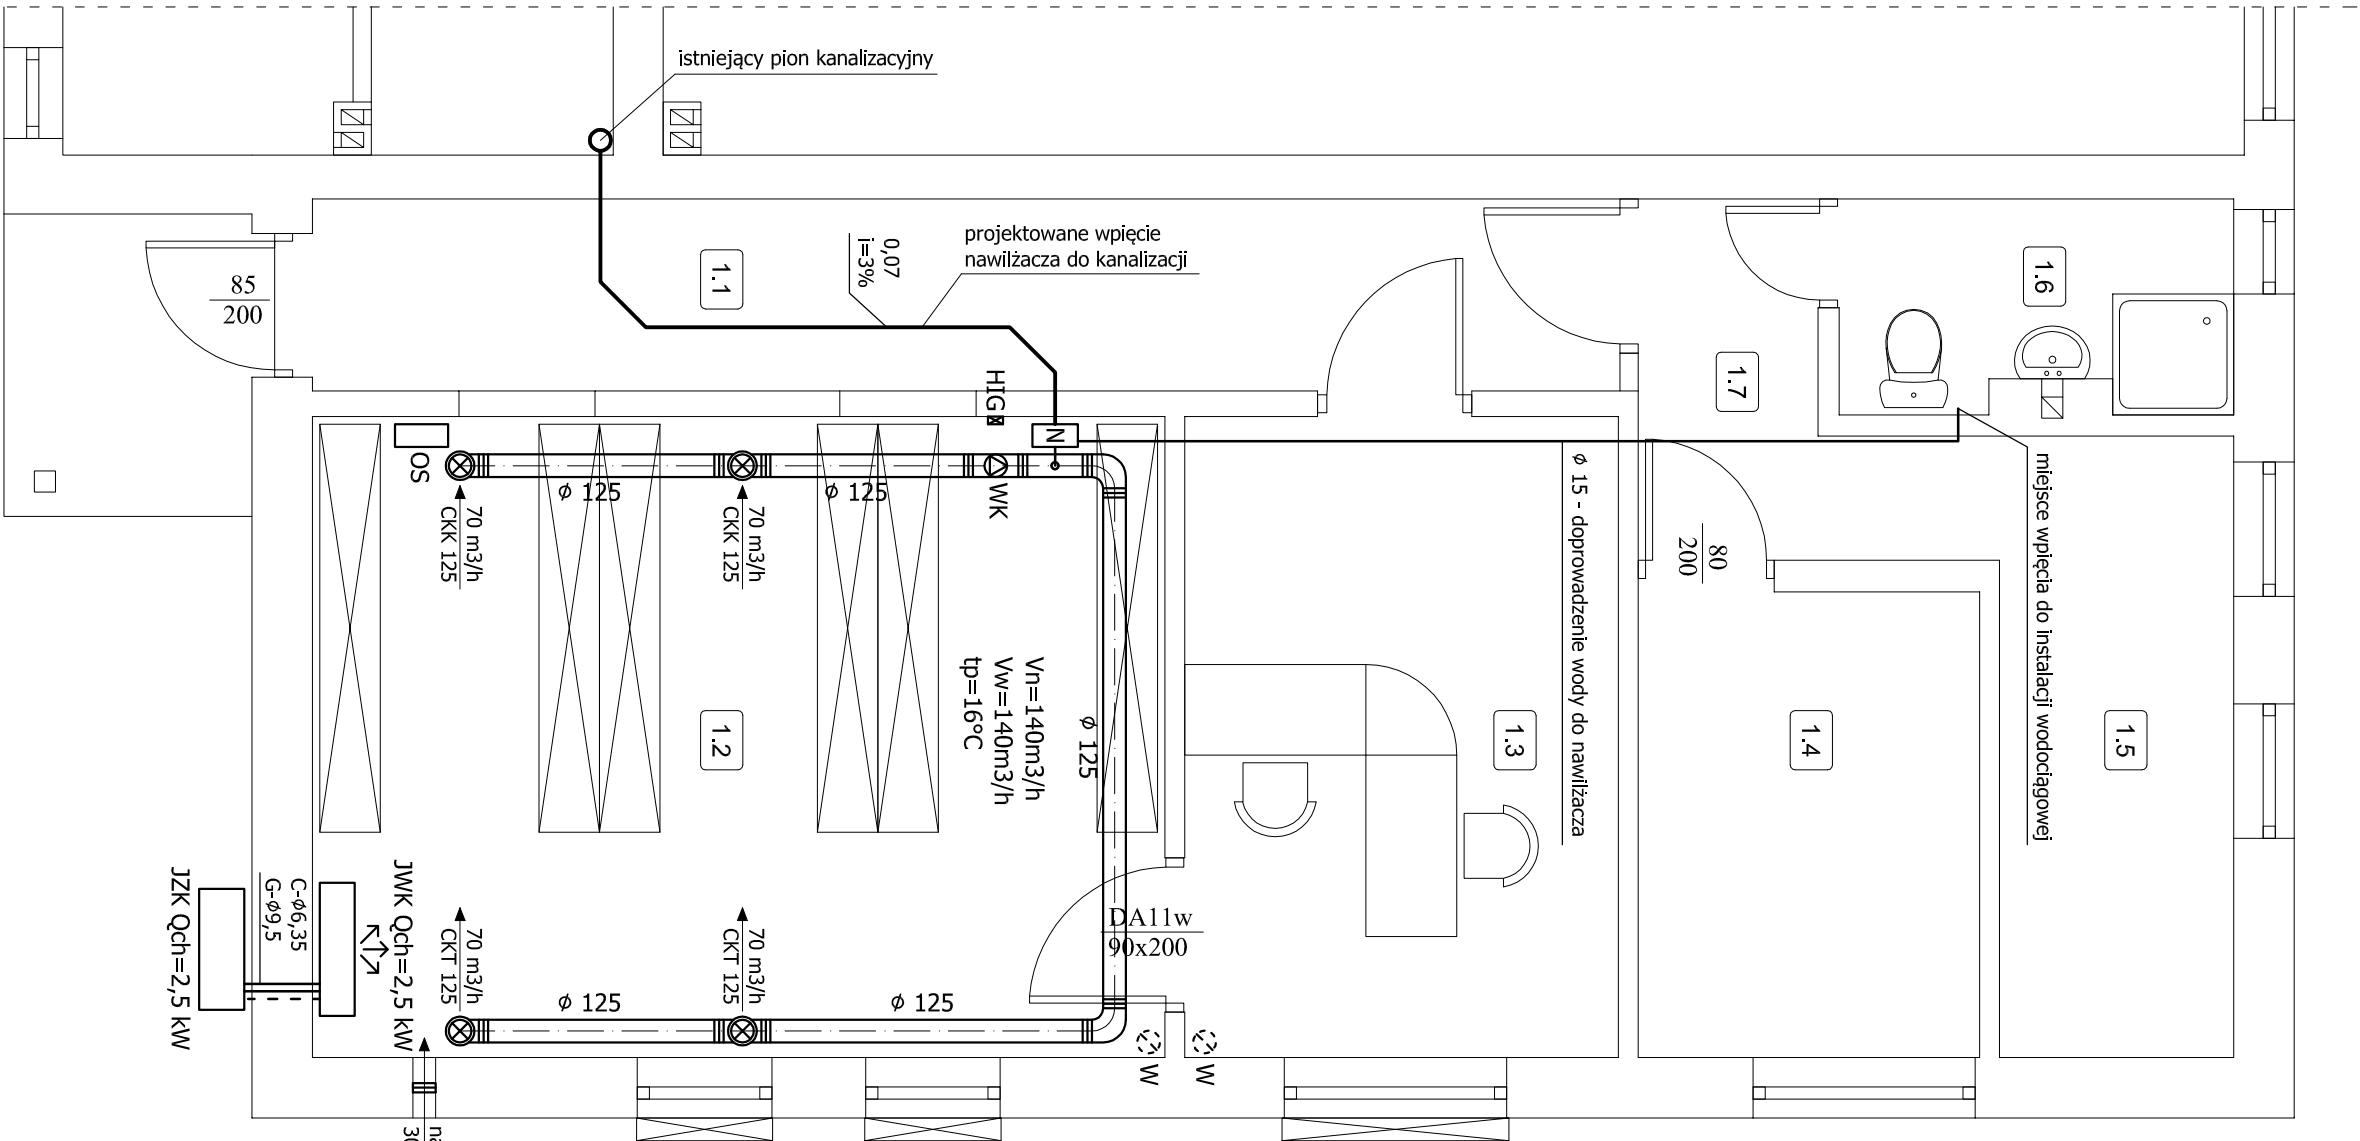 istniejący pion kanalizacyjny
projektowane wpięcie
nawilżacza do kanalizacji
0,07
i=3%
1.1
85
200
1.6
1.7
HIG
N
OS
WK
ϕ 125
ϕ 125
70 m3/h
CKK 125
70 m3/h
CKK 125
ϕ 15 - doprowadzenie wody do nawilżacza
80
200
miejsce wpięcia do instalacji wodociągowej
Vn=140m3/h
Vw=140m3/h
tp=16°C
ϕ 125
1.2
1.3
1.4
1.5
JZK Qch=2,5 kW
C-ϕ6,35
G-ϕ9,5
JWK Qch=2,5 kW
70 m3/h
CKT 125
70 m3/h
CKT 125
DA11w
90x200
ϕ 125
ϕ 125
W
W